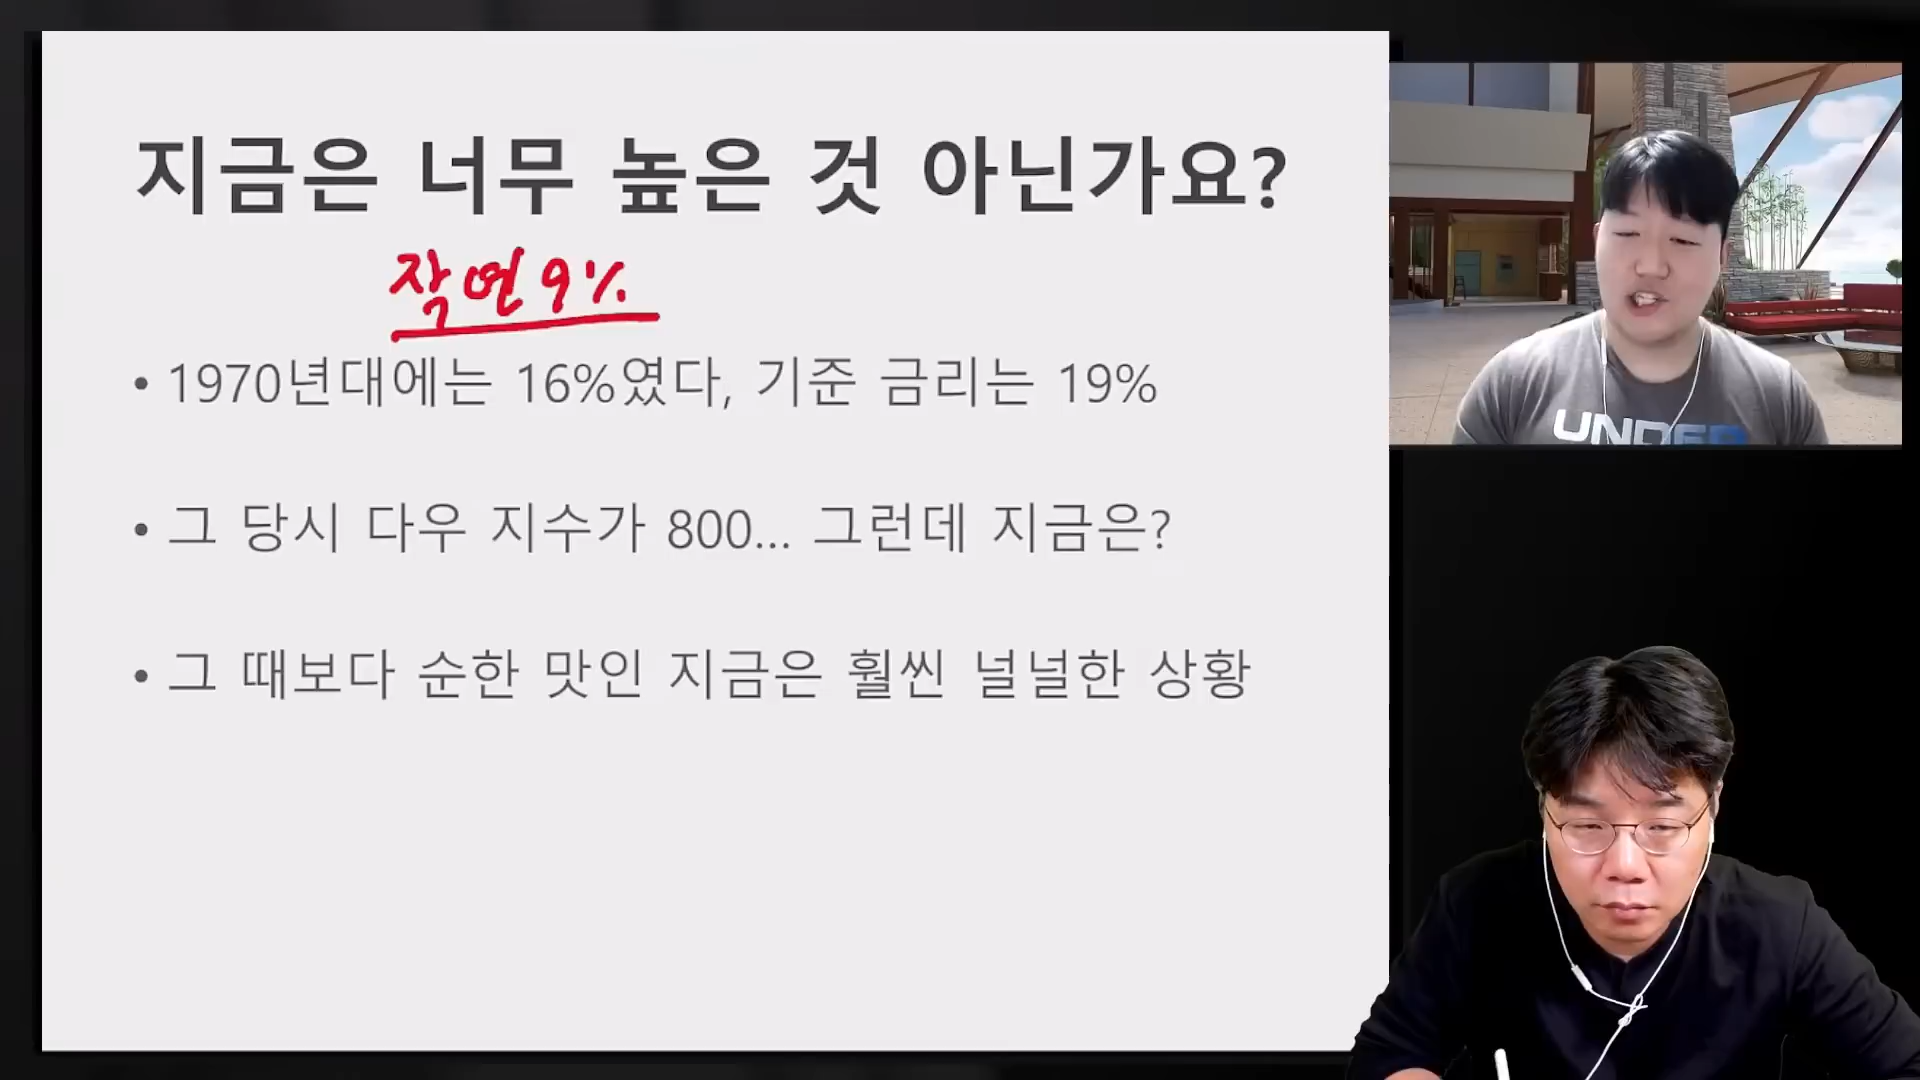 지금은 너무 높은 것 아닌가요?
작년 9%
• 1970년대에는 16%였다, 기준 금리는 19%
• 그 당시 다우 지수가 800... 그런데 지금은?
• 그 때보다 순한 맛인 지금은 훨씬 널널한 상황
UNDER